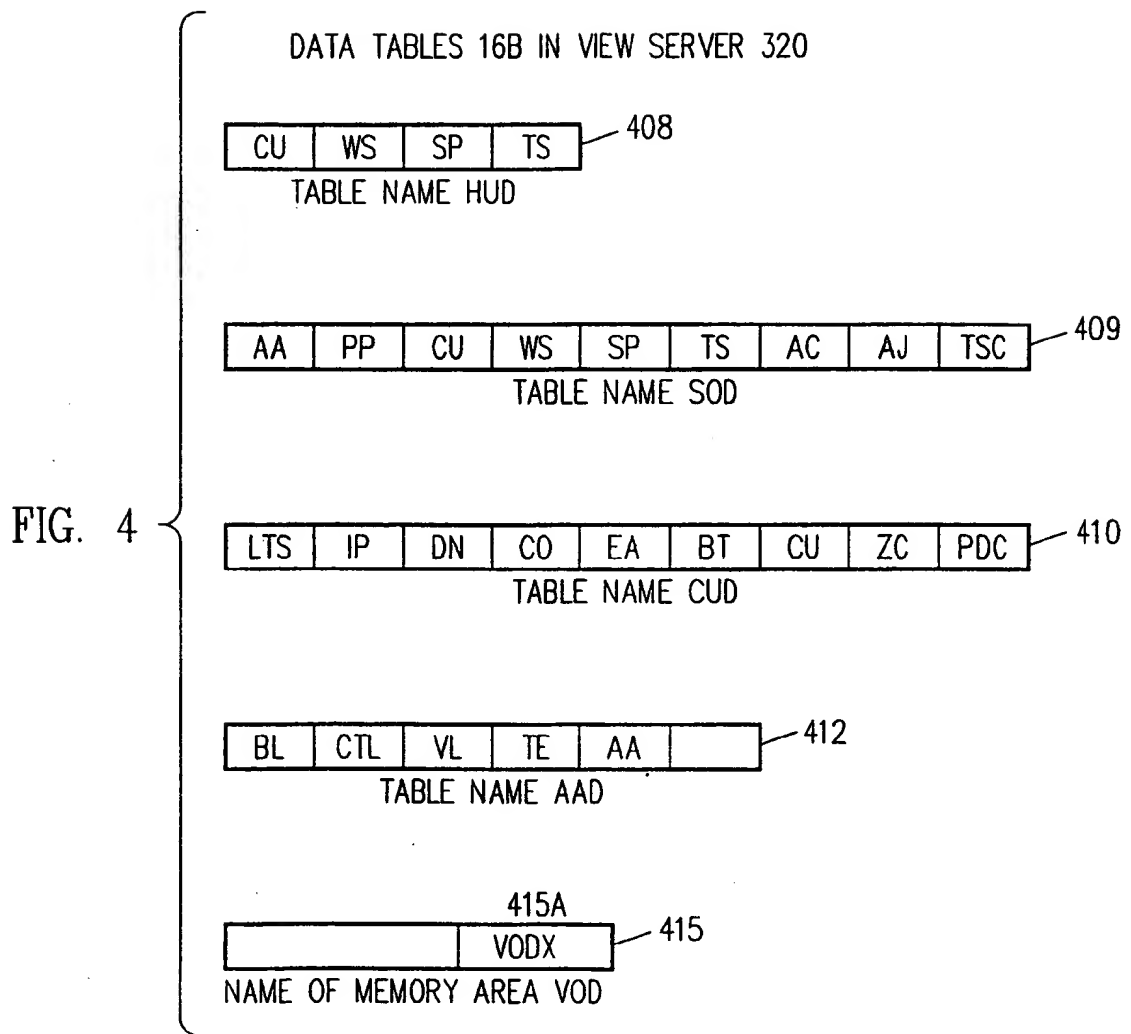 DATA TABLES 16B IN VIEW SERVER 320
CU WS SP TS 408
TABLE NAME HUD
AA PP CU WS SP TS AC AJ TSC 409
TABLE NAME SOD
FIG. 4
LTS IP DN CO EA BT CU ZC PDC 410
TABLE NAME CUD
BL CTL VL TE AA 412
TABLE NAME AAD
415A
VODX 415
NAME OF MEMORY AREA VOD